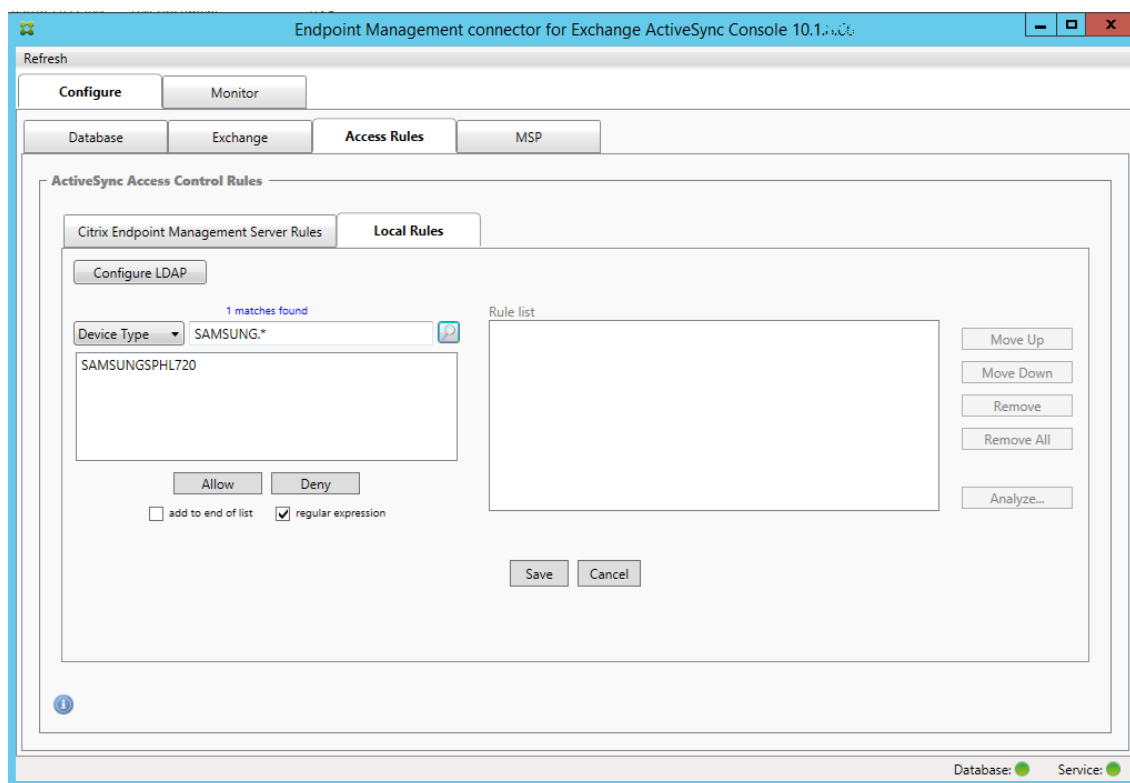 Endpoint Management connector for Exchange ActiveSync Console 10.1
Refresh
Configure
Monitor
Database
Exchange
Access Rules
MSP
ActiveSync Access Control Rules
Citrix Endpoint Management Server Rules
Local Rules
Configure LDAP
1 matches found
Rule list
Device Type
SAMSUNG.*
SAMSUNGSPHL720
Move Up
Move Down
Remove
Remove All
Analyze...
Allow
Deny
add to end of list
regular expression
Save
Cancel
Database:
Service: